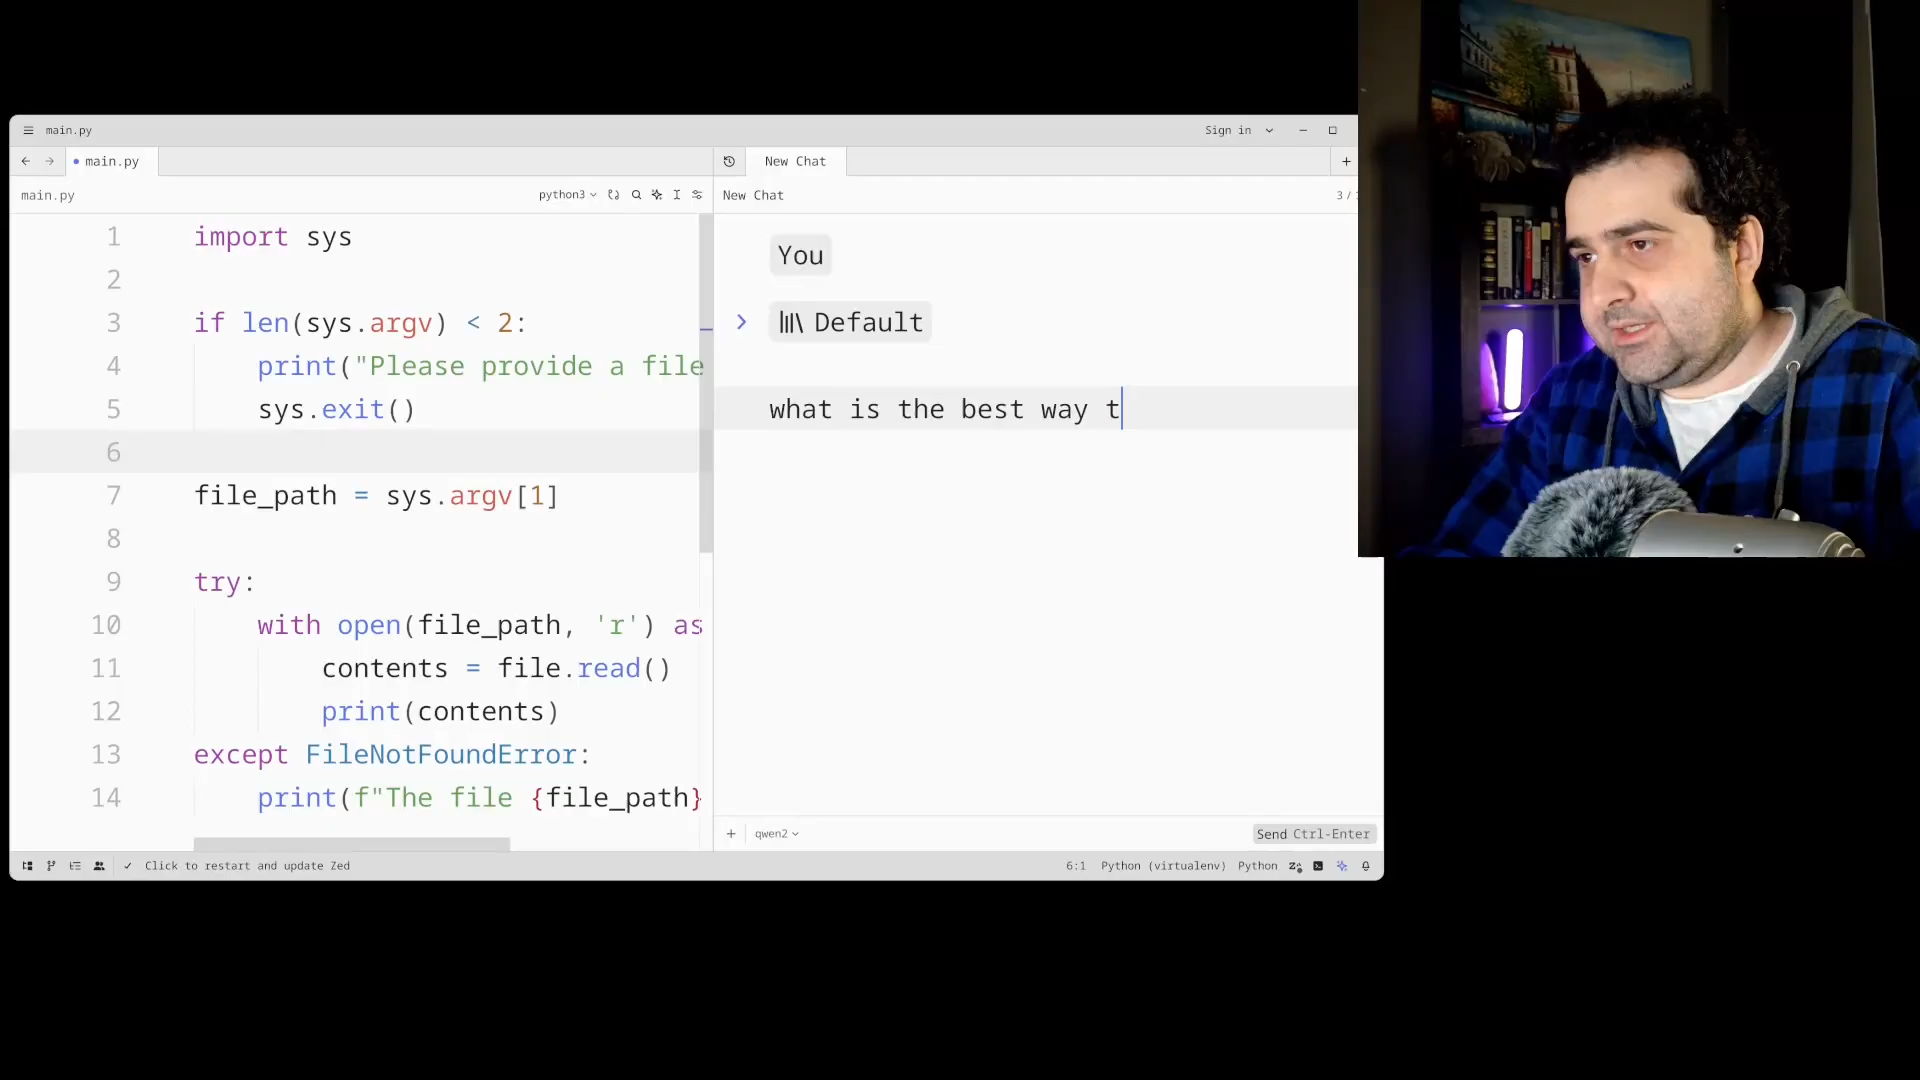 main.py
Sign in
main.py
New Chat
main.py
python3
New Chat
3 /
1 import sys
2
3 if len(sys.argv) < 2:
4 print("Please provide a file
5 sys.exit()
6
7 file_path = sys.argv[1]
8
9 try:
10 with open(file_path, 'r') as
11 contents = file.read()
12 print(contents)
13 except FileNotFoundError:
14 print(f"The file {file_path}
You
Default
what is the best way t
qwen2
Send Ctrl-Enter
Click to restart and update Zed
6:1 Python (virtualenv) Python